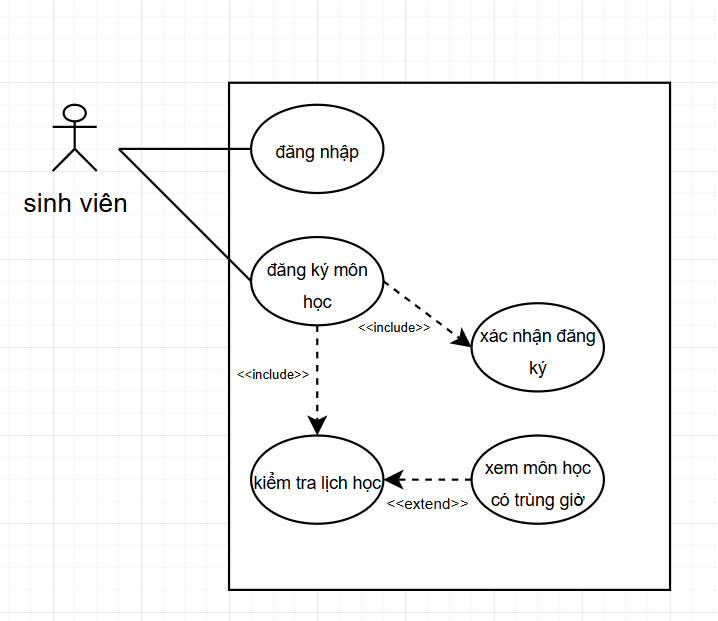 đăng nhập
sinh viên
đăng ký môn
học
<<include>>
xác nhận đăng
ký
<<include>>
kiểm tra lịch học
xem môn học
có trùng giờ
<<extend>>